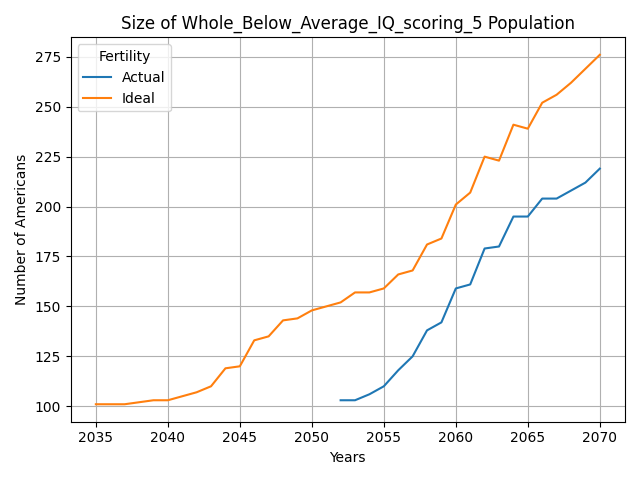 Size of Whole_Below_Average_IQ_scoring_5 Population
Fertility
Actual
Ideal
Number of Americans
275
250
225
200
175
150
125
100
2035 2040 2045 2050 2055 2060 2065 2070
Years